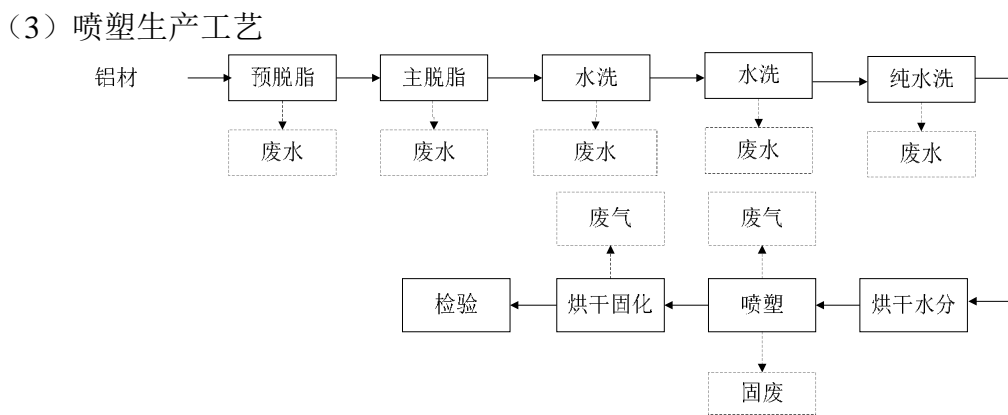 （3）喷塑生产工艺
铝材 预脱脂 主脱脂 水洗 水洗 纯水洗
废水 废水 废水 废水 废水
废气 废气
检验 烘干固化 喷塑 烘干水分
固废